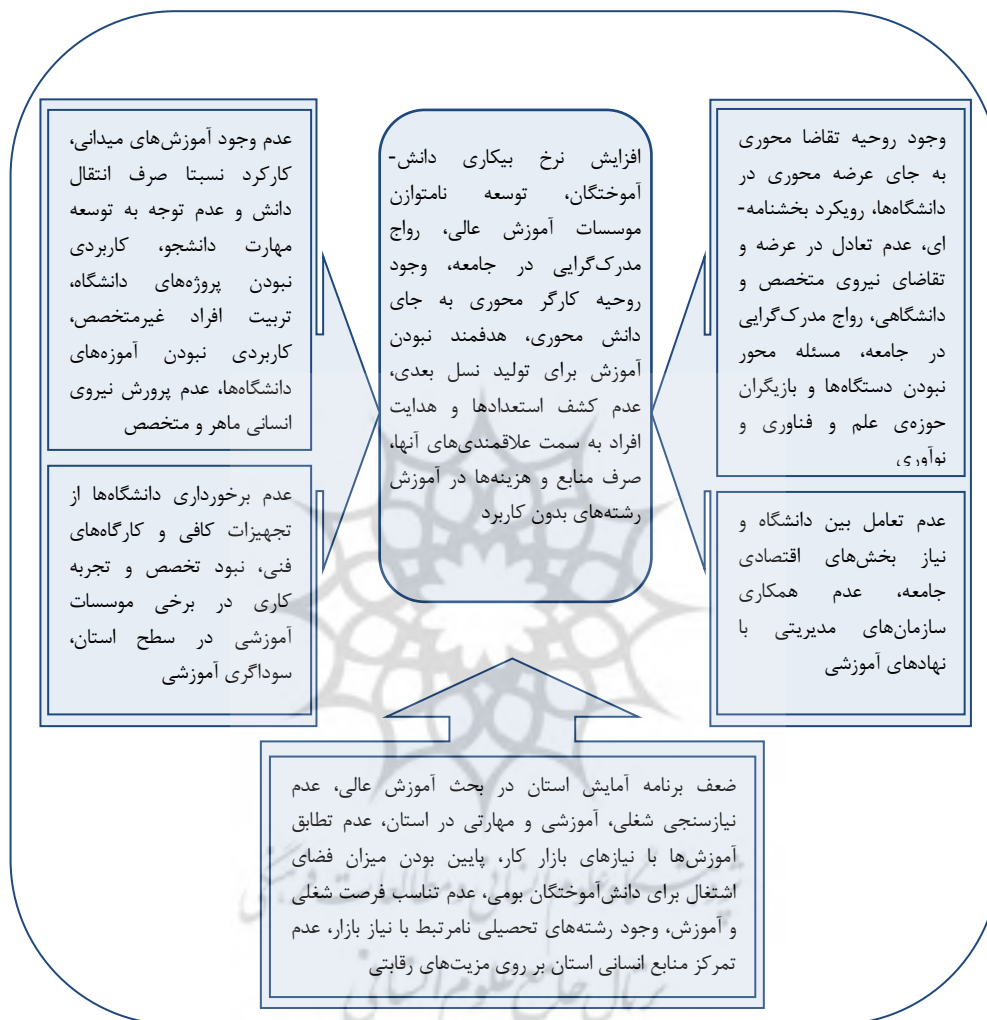 وجود روحیه تقاضا محوری
به جای عرضه محوری در
دانشگاه‌ها، رویکرد بخشنامه-
ای، عدم تعادل در عرضه و
تقاضای نیروی متخصص و
دانشگاهی، رواج مدرک‌گرایی
در جامعه، مسئله محور
نبودن دستگاه‌ها و بازیگران
حوزه‌ی علم و فناوری و
نوآوری
عدم تعامل بین دانشگاه و
نیاز بخش‌های اقتصادی
جامعه، عدم همکاری
سازمان‌های مدیریتی با
نهادهای آموزشی
افزایش نرخ بیکاری دانش-
آموختگان، توسعه نامتوازن
موسسات آموزش عالی، رواج
مدرک‌گرایی در جامعه، وجود
روحیه کارگر محوری به جای
دانش محوری، هدفمند نبودن
آموزش برای تولید نسل بعدی،
عدم کشف استعدادها و هدایت
افراد به سمت علاقمندی‌های آنها،
صرف منابع و هزینه‌ها در آموزش
رشته‌های بدون کاربرد
عدم وجود آموزش‌های میدانی،
کارکرد نسبتا صرف انتقال
دانش و عدم توجه به توسعه
مهارت دانشجو، کاربردی
نبودن پروژه‌های دانشگاه،
تربیت افراد غیرمتخصص،
کاربردی نبودن آموزه‌های
دانشگاه‌ها، عدم پرورش نیروی
انسانی ماهر و متخصص
عدم برخورداری دانشگاه‌ها از
تجهیزات کافی و کارگاه‌های
فنی، نبود تخصص و تجربه
کاری در برخی موسسات
آموزشی در سطح استان،
سوداگری آموزشی
ضعف برنامه آمایش استان در بحث آموزش عالی، عدم
نیازسنجی شغلی، آموزشی و مهارتی در استان، عدم تطابق
آموزش‌ها با نیازهای بازار کار، پایین بودن میزان فضای
اشتغال برای دانش‌آموختگان بومی، عدم تناسب فرصت شغلی
و آموزش، وجود رشته‌های تحصیلی نامرتبط با نیاز بازار، عدم
تمرکز منابع انسانی استان بر روی مزیت‌های رقابتی
پژوهشگاه علوم انسانی و مطالعات فرهنگی
پرتال جامع علوم انسانی